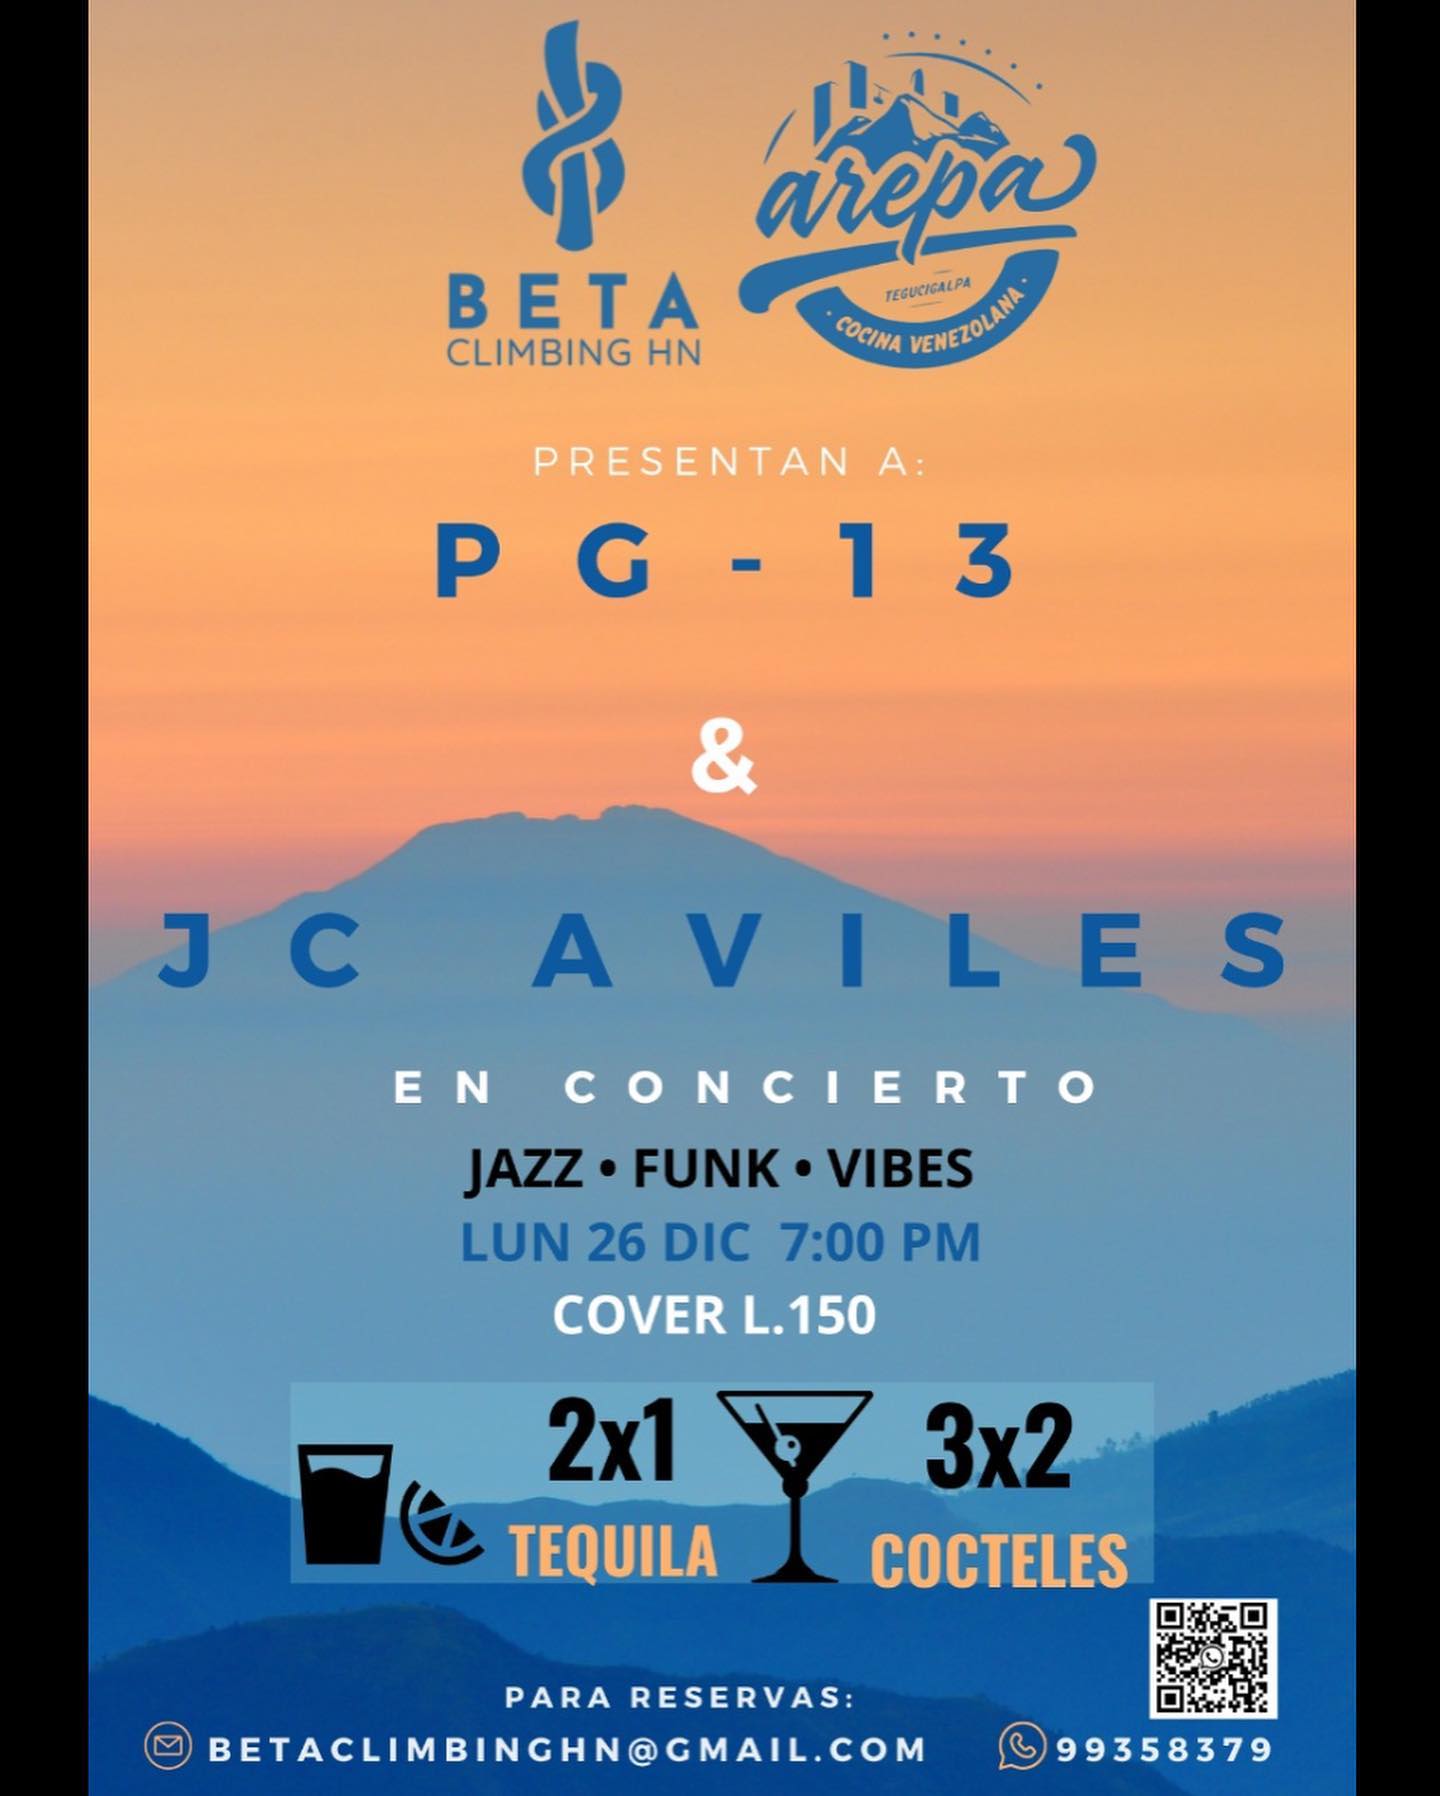 BETA
CLIMBING HN
arepa
TEGUCIGALPA
· COCINA VENEZOLANA ·
PRESENTAN A:
PG-13
&
JC AVILES
EN CONCIERTO
JAZZ • FUNK • VIBES
LUN 26 DIC 7:00 PM
COVER L.150
2x1
TEQUILA
3x2
COCTELES
PARA RESERVAS:
BETACLIMBINGHN@GMAIL.COM
99358379